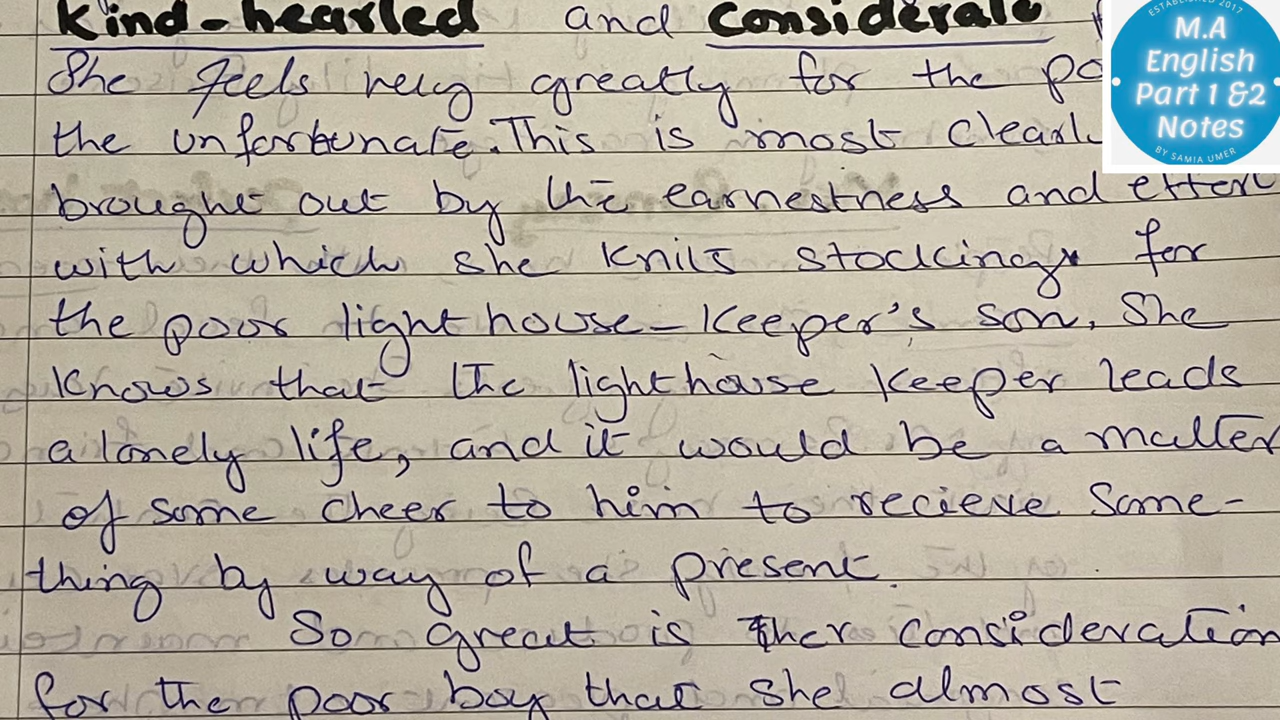 Kind-hearted and Considerate
She feels very greatly for the po
the unfortunate. This is most clearl
brought out by the earnestness and effort
with which she knits stockings for
the poor lighthouse-keeper's son. She
knows that the lighthouse keeper leads
a lonely life, and it would be a matter
of some cheer to him to recieve some-
thing by way of a present.
So great is ther consideration
for the poor boy that she almost
ESTABLISHED 2017
M.A
English
Part 1 &2
Notes
BY SAMIA UMER